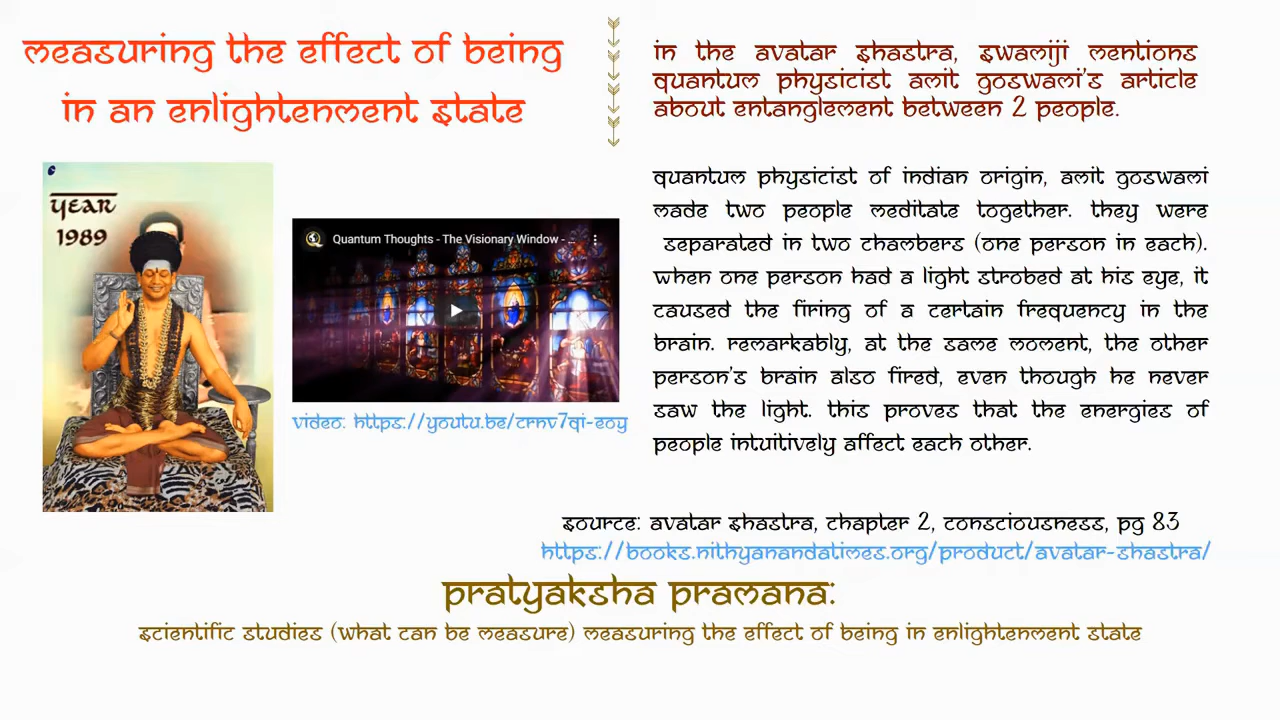 measuring the effect of being
in an enlightenment state
in the avatar shastra, swamiji mentions
quantum physicist amit goswami's article
about entanglement between 2 people.
year
1989
Quantum Thoughts - The Visionary Window - ...
video: https://youtu.be/crnv7qi-eoy
quantum physicist of indian origin, amit goswami
made two people meditate together. they were
separated in two chambers (one person in each).
when one person had a light strobed at his eye, it
caused the firing of a certain frequency in the
brain. remarkably, at the same moment, the other
person's brain also fired, even though he never
saw the light. this proves that the energies of
people intuitively affect each other.
source: avatar shastra, chapter 2, consciousness, pg 83
https://books.nithyanandatimes.org/product/avatar-shastra/
pratyaksha pramana:
scientific studies (what can be measure) measuring the effect of being in enlightenment state